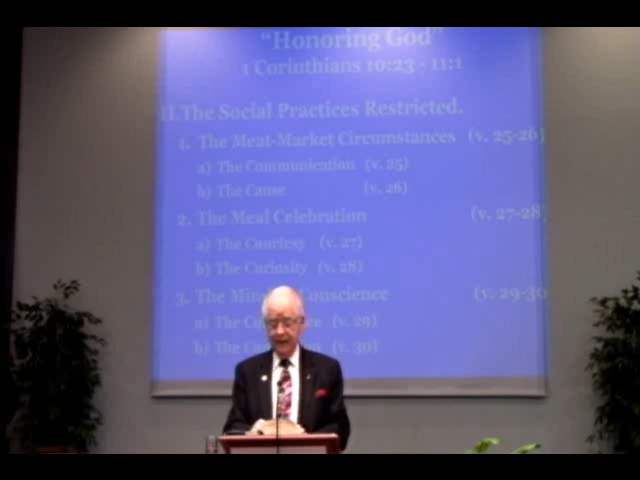 “Honoring God”
1 Corinthians 10:23 - 11:1
II. The Social Practices Restricted.
1. The Meat-Market Circumstances (v. 25-26)
a) The Communication (v. 25)
b) The Cause (v. 26)
2. The Meal Celebration (v. 27-28)
a) The Courtesy (v. 27)
b) The Curiosity (v. 28)
3. The Conscience (v. 29-30
a) The (v. 29)
b) The (v. 30)